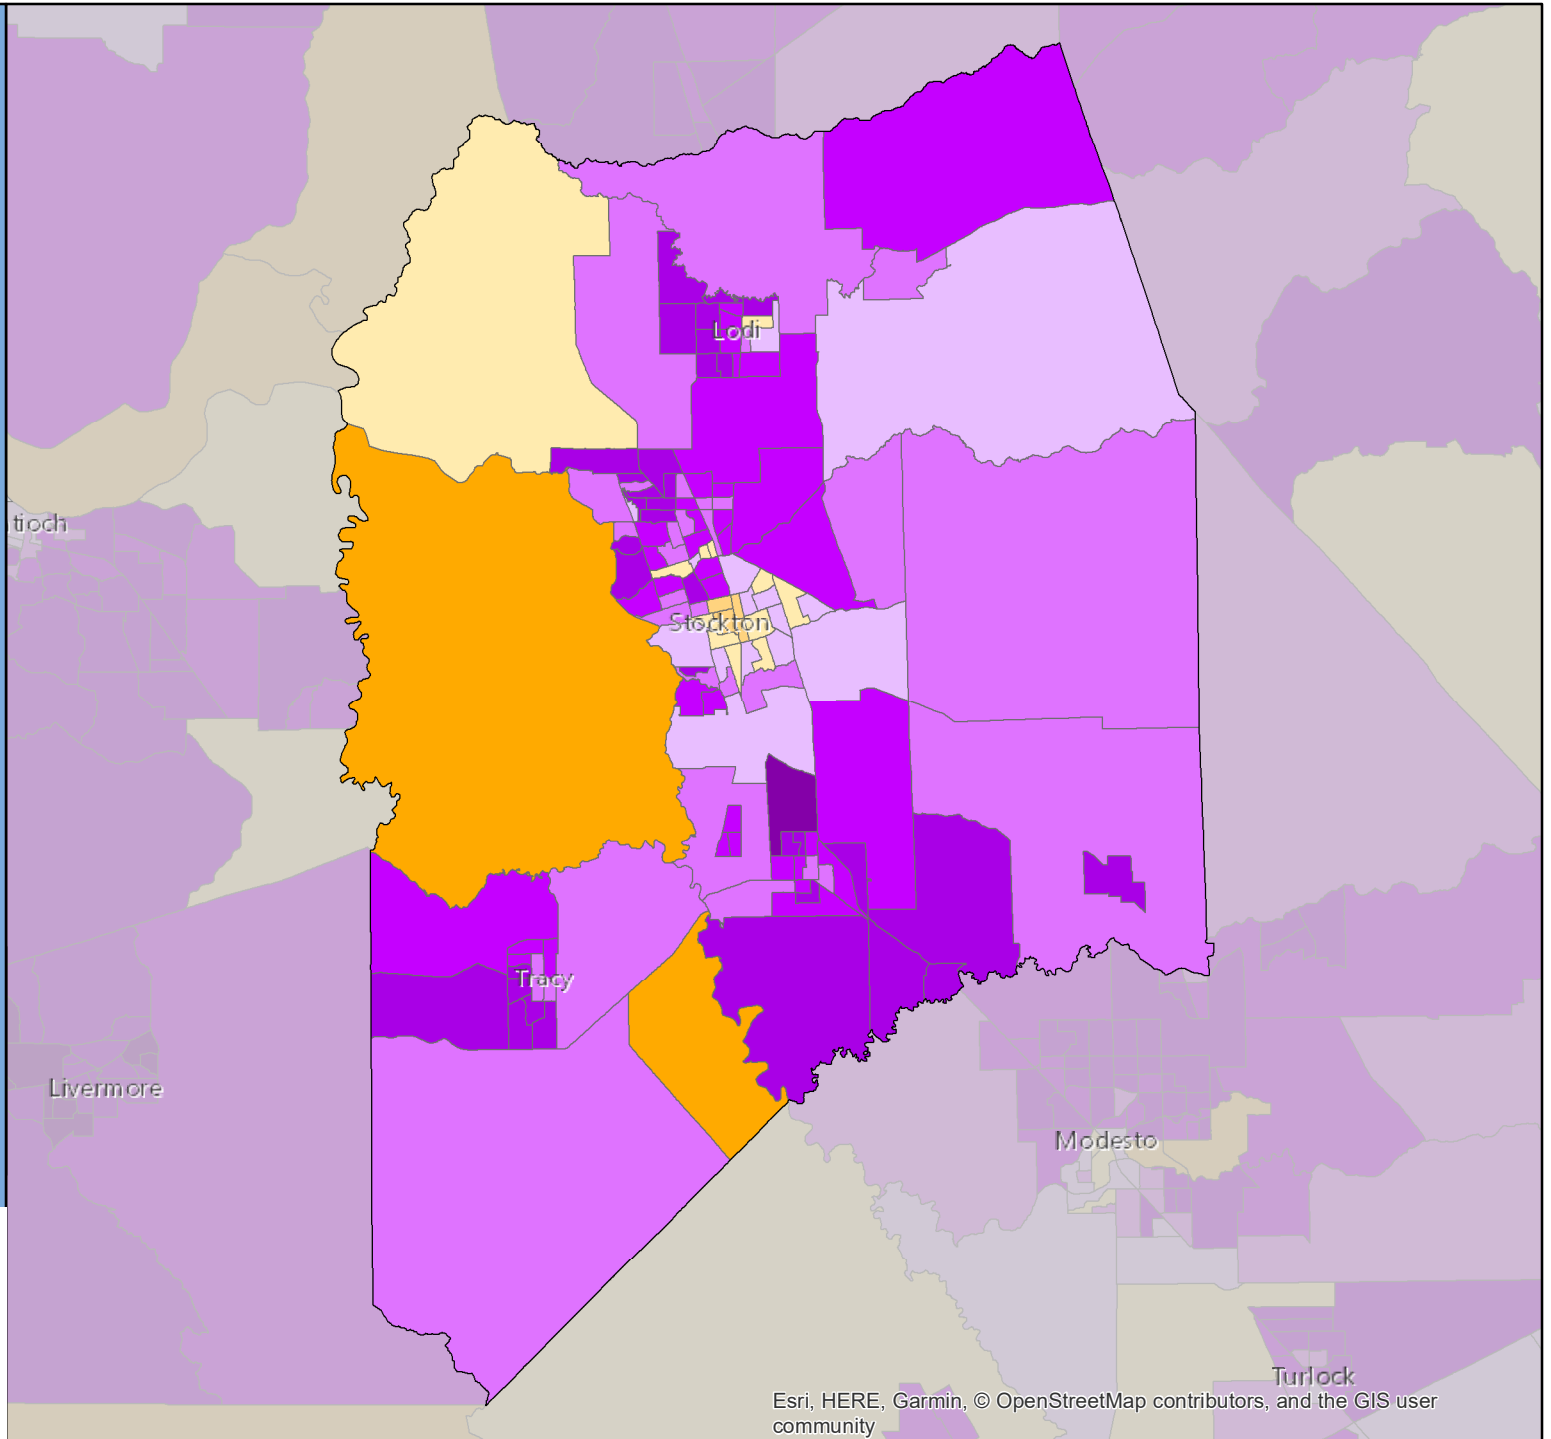 Lodi
tioch
Stockton
Tracy
Livermore
Modesto
Turlock
Esri, HERE, Garmin, © OpenStreetMap contributors, and the GIS user
community